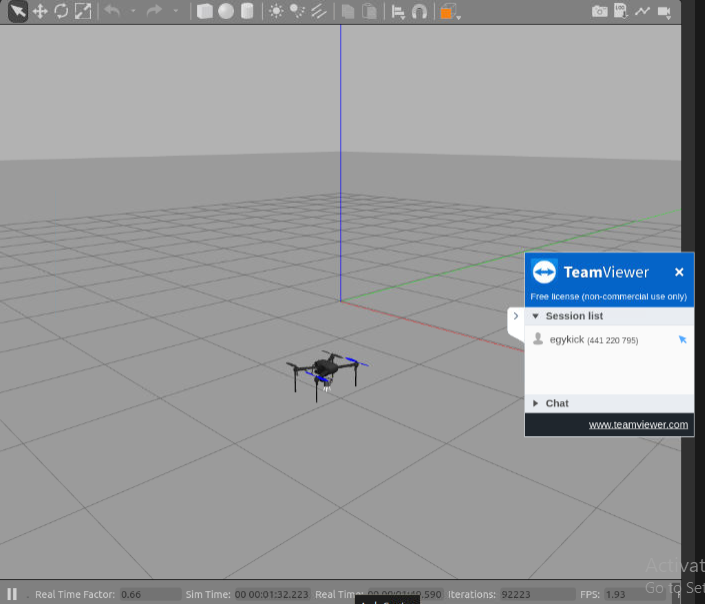 TeamViewer
Free license (non-commercial use only)
Session list
egykick (441 220 795)
Chat
www.teamviewer.com
Activat
Go to Set
Real Time Factor: 0.66 Sim Time: 00 00:01:32.223 Real Time: Iterations: 92223 FPS: 1.93